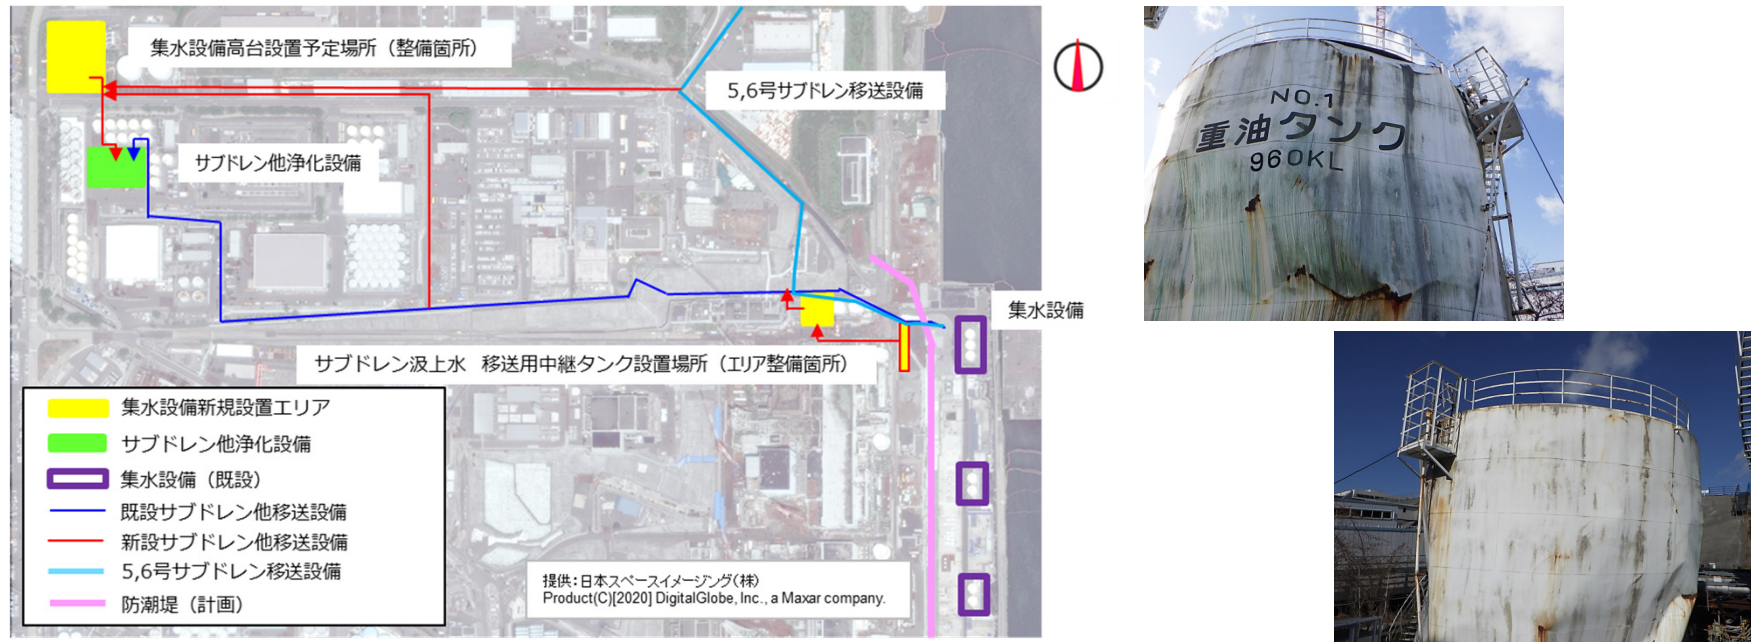 集水設備高台設置予定場所（整備箇所）
5,6号サブドレン移送設備
サブドレン他浄化設備
集水設備
サブドレン汲上水　移送用中継タンク設置場所（エリア整備箇所）
集水設備新規設置エリア
サブドレン他浄化設備
集水設備（既設）
既設サブドレン他移送設備
新設サブドレン他移送設備
5,6号サブドレン移送設備
防潮堤（計画）
提供：日本スペースイメージング（株）
Product(C)[2020] DigitalGlobe, Inc., a Maxar company.
NO.1
重油タンク
960KL